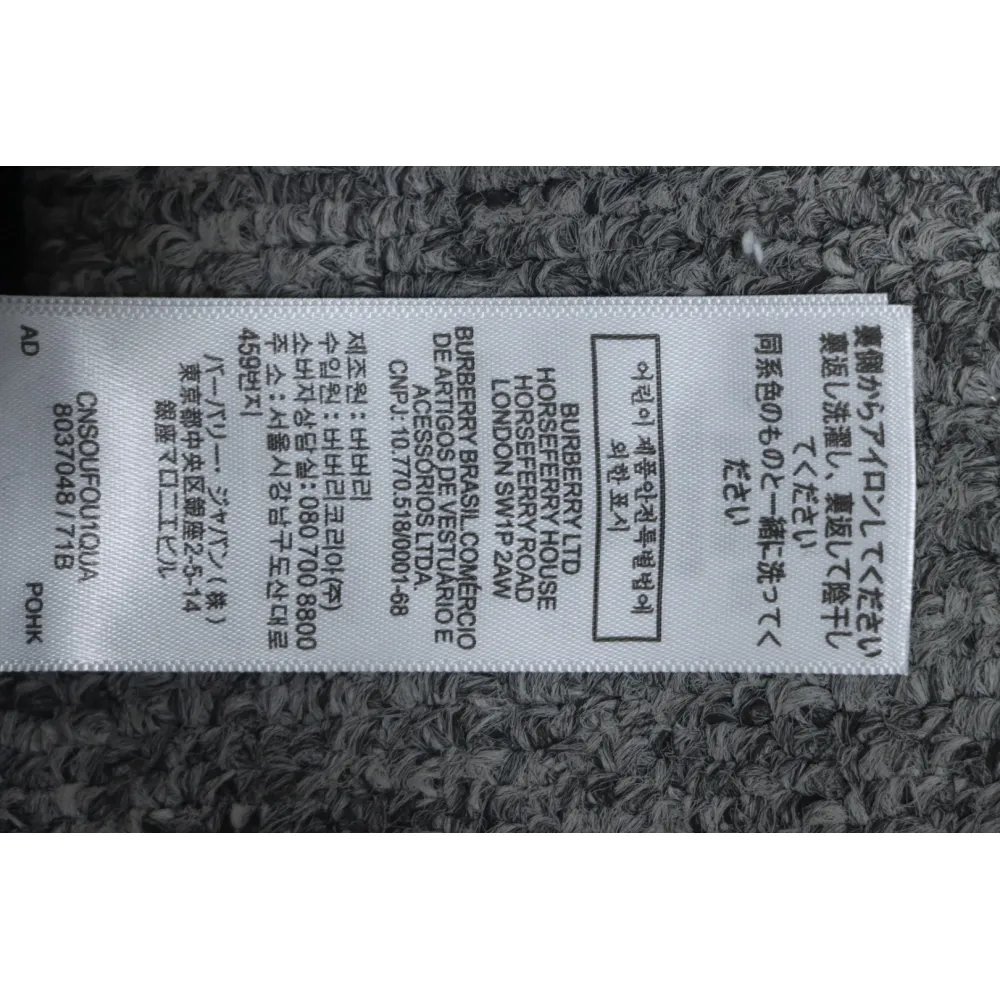 裏側からアイロンしてください
裏返し洗濯し、裏返して陰干し
てください
同系色のものと一緒に洗ってく
ださい
어린이제품안전특별법에
의한 표시
BURBERRY LTD
HORSEFERRY HOUSE
HORSEFERRY ROAD
LONDON SW1P 2AW
BURBERRY BRASIL.COMÉRCIO
DE ARTIGOS DE VESTUÁRIO E
ACESSÓRIOS LTDA.
CNPJ: 10.770.518/0001-68
제조원 : 버버리
수입원 : 버버리코리아(주)
소버자상담실 : 080 700 8800
주 소 : 서울시강남구도산대로
459번지
バーバリー・ジャパン(株)
東京都中央区銀座2-5-14
銀座マロニエビル
CNSOUFOU1QUA
8037048 / 71B
AD POHK